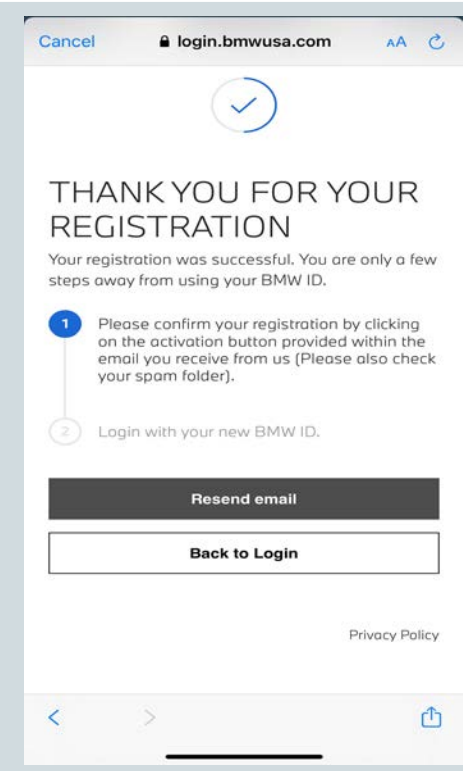 Cancel
login.bmwusa.com
AA
THANK YOU FOR YOUR
REGISTRATION
Your registration was successful. You are only a few
steps away from using your BMW ID.
1
Please confirm your registration by clicking
on the activation button provided within the
email you receive from us (Please also check
your spam folder).
2
Login with your new BMW ID.
Resend email
Back to Login
Privacy Policy